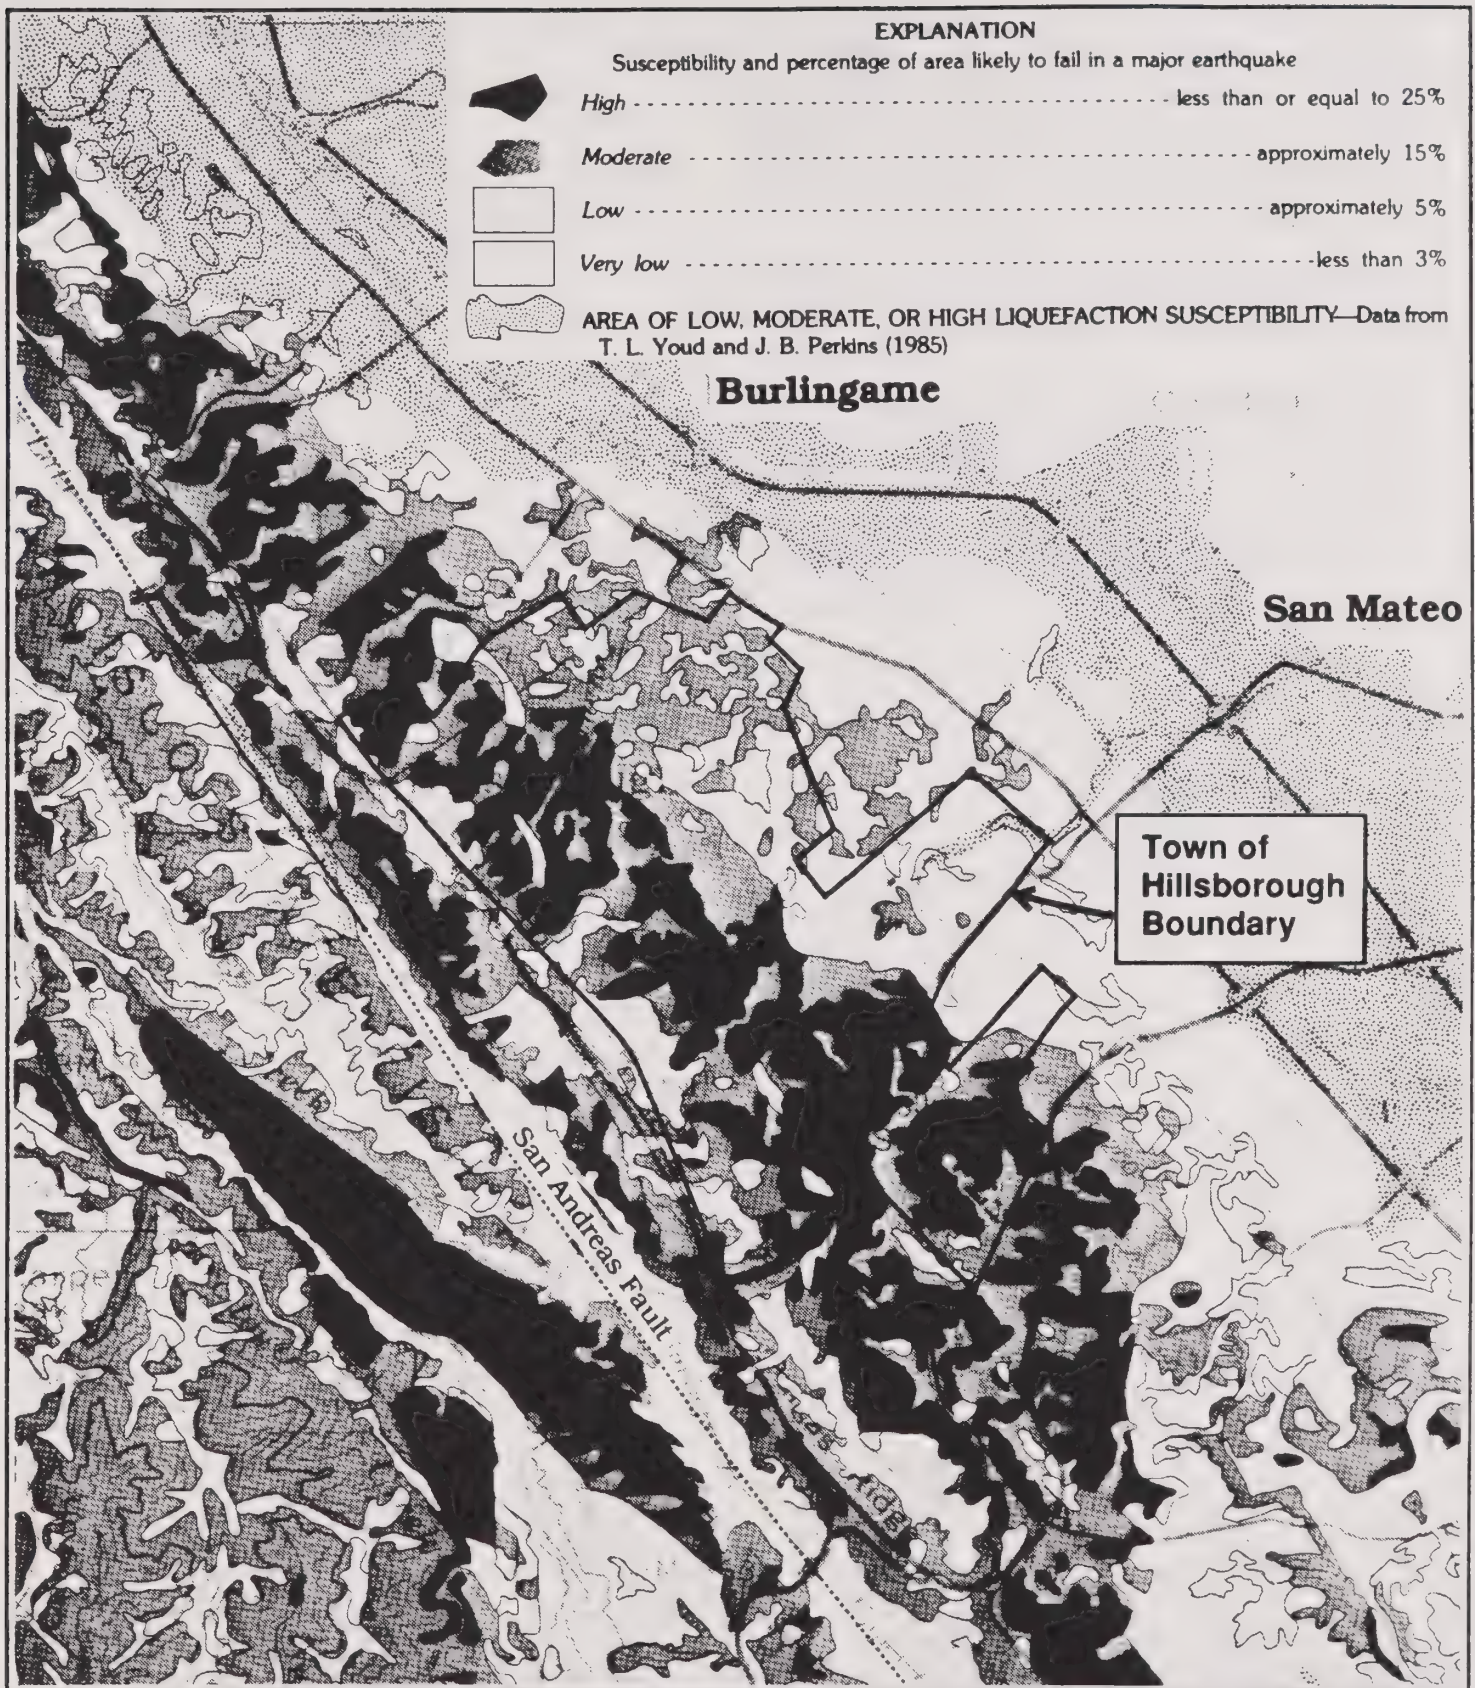 EXPLANATION
Susceptibility and percentage of area likely to fail in a major earthquake
High - - - - - - - - - - - - - - - - - - - - less than or equal to 25%
Moderate - - - - - - - - - - - - - - - - - - - - approximately 15%
Low - - - - - - - - - - - - - - - - - - - - approximately 5%
Very low - - - - - - - - - - - - - - - - - - - - less than 3%
AREA OF LOW, MODERATE, OR HIGH LIQUEFACTION SUSCEPTIBILITY—Data from
T. L. Youd and J. B. Perkins (1985)
Burlingame
San Mateo
Town of
Hillsborough
Boundary
San Andreas Fault